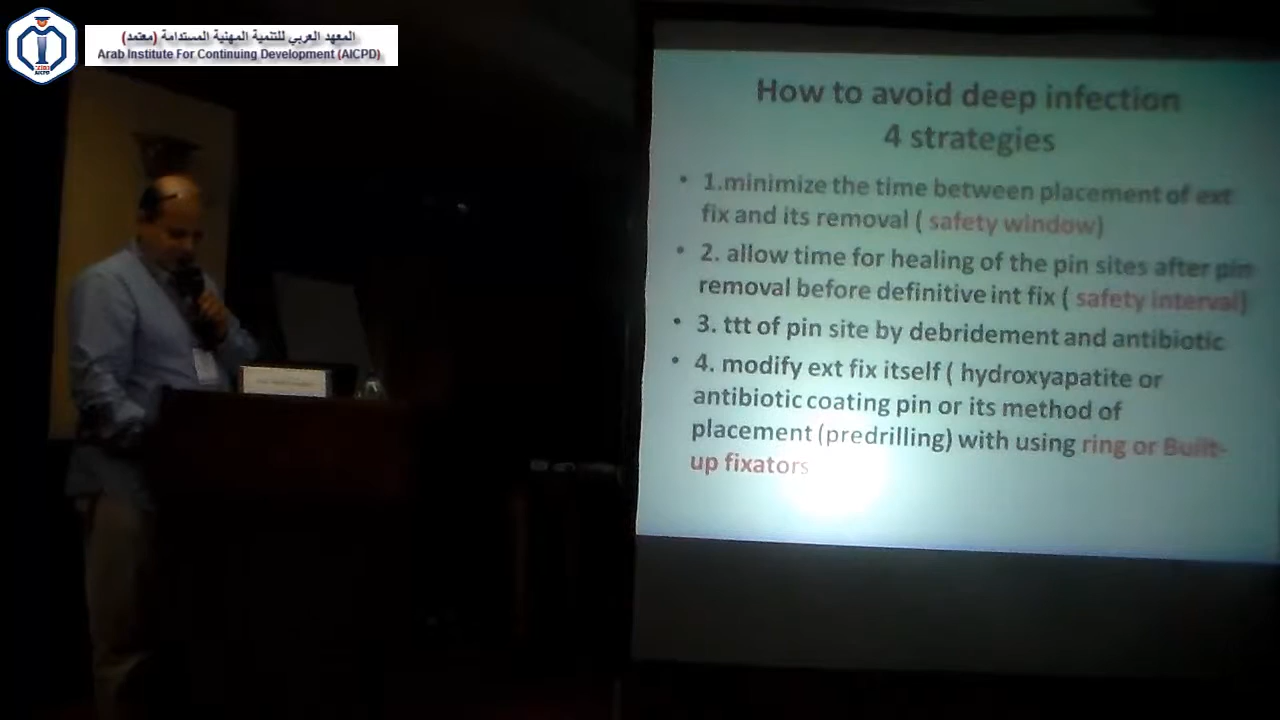 المعهد العربي للتنمية المهنية المستدامة (معتمد)
Arab Institute For Continuing Development (AICPD)
AICPD
How to avoid deep infection
4 strategies
• 1.minimize the time between placement of ext
fix and its removal ( safety window)
• 2. allow time for healing of the pin sites after pin
removal before definitive int fix ( safety interval)
• 3. ttt of pin site by debridement and antibiotic
• 4. modify ext fix itself ( hydroxyapatite or
antibiotic coating pin or its method of
placement (predrilling) with using ring or Built-
up fixators